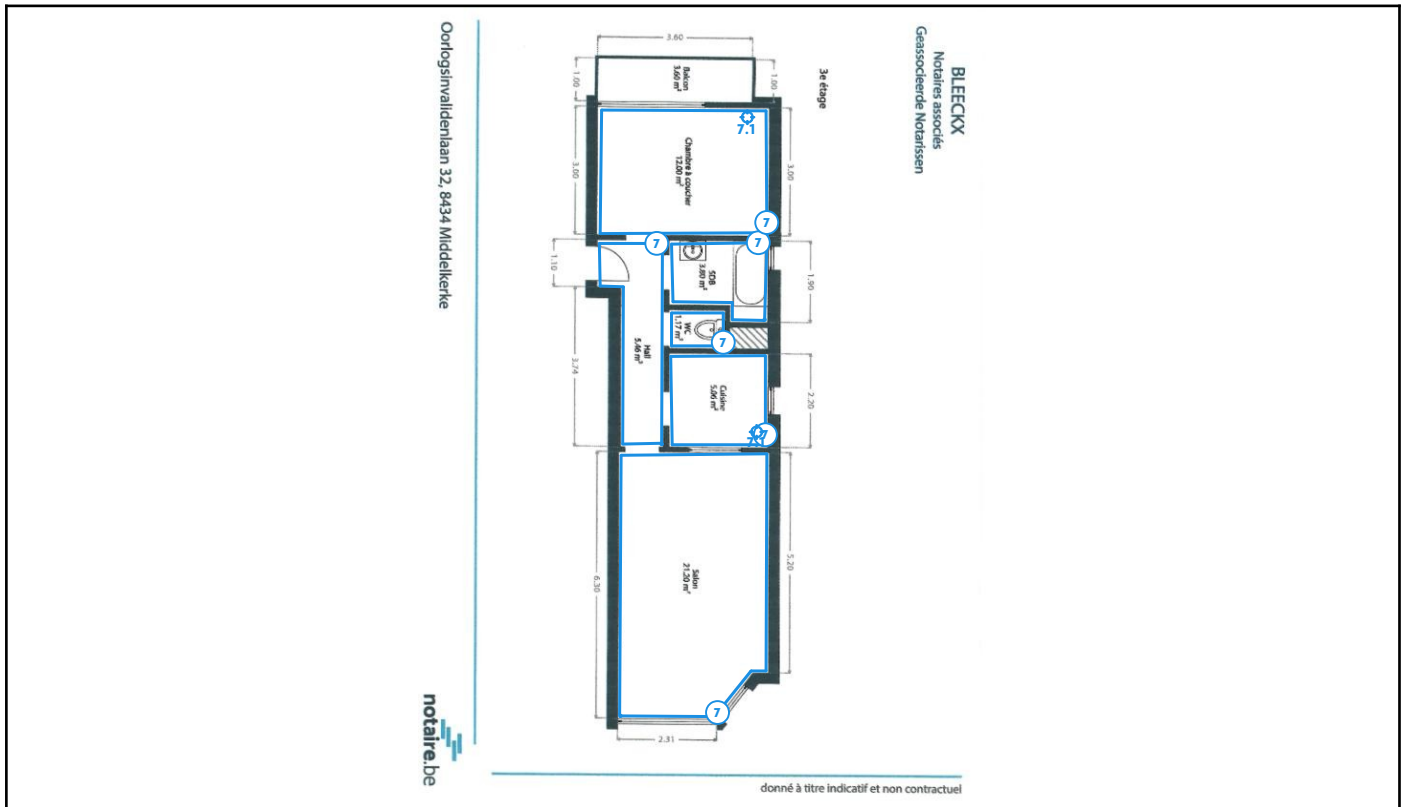 BLEECKX
Notaires associés
Geassocieerde Notarissen
3e étage
3.60
1.00
Balcon
3.60 m²
1.00
7.1
3.00
Chambre à coucher
12.00 m²
3.00
7
7
7
1.10
SDB
3.80 m²
1.90
WC
1.17 m²
7
Hall
5.46 m²
3.74
Cuisine
5.06 m²
2.20
7
Salon
21.20 m²
6.30
5.20
7
2.31
Oorlogsinvalidenlaan 32, 8434 Middelkerke
notaire.be
donné à titre indicatif et non contractuel